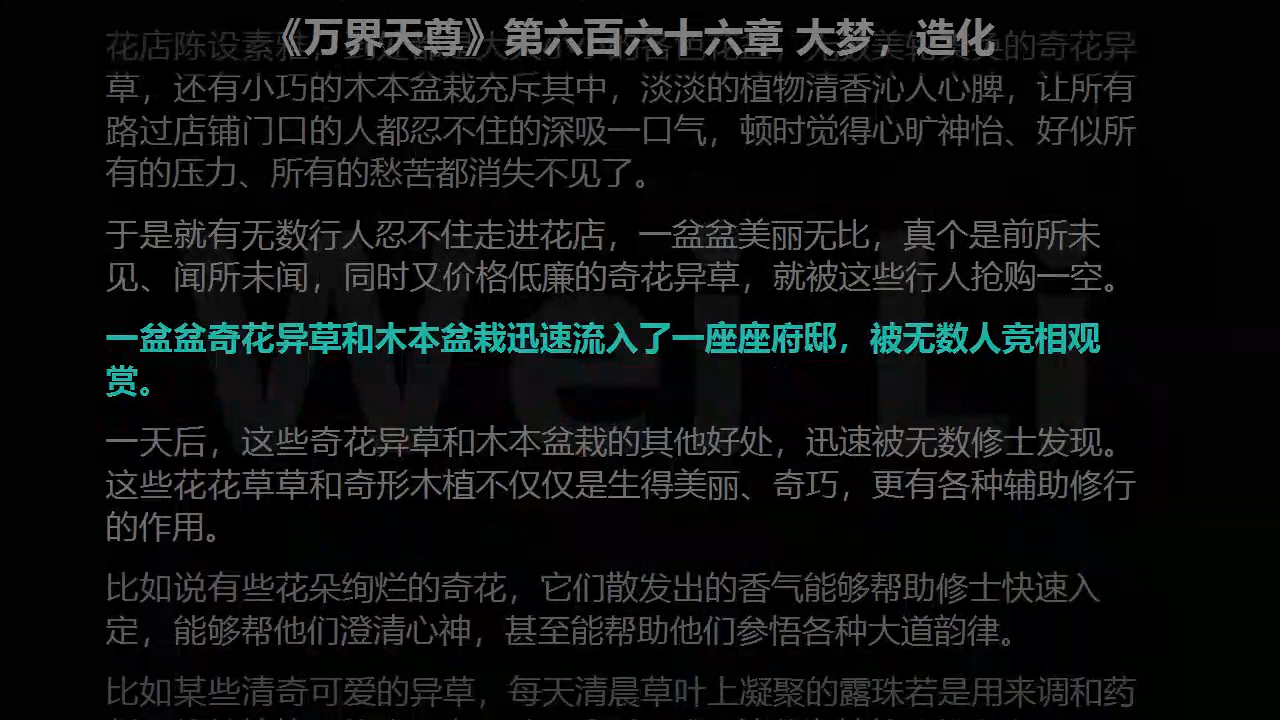 《万界天尊》第六百六十六章 大梦，造化
花店陈设素雅，
的奇花异
草，还有小巧的木本盆栽充斥其中，淡淡的植物清香沁人心脾，让所有
路过店铺门口的人都忍不住的深吸一口气，顿时觉得心旷神怡、好似所
有的压力、所有的愁苦都消失不见了。
于是就有无数行人忍不住走进花店，一盆盆美丽无比，真个是前所未
见、闻所未闻，同时又价格低廉的奇花异草，就被这些行人抢购一空。
一盆盆奇花异草和木本盆栽迅速流入了一座座府邸，被无数人竞相观
赏。
一天后，这些奇花异草和木本盆栽的其他好处，迅速被无数修士发现。
这些花花草草和奇形木植不仅仅是生得美丽、奇巧，更有各种辅助修行
的作用。
比如说有些花朵绚烂的奇花，它们散发出的香气能够帮助修士快速入
定，能够帮他们澄清心神，甚至能帮助他们参悟各种大道韵律。
比如某些清奇可爱的异草，每天清晨草叶上凝聚的露珠若是用来调和药
Wei Li